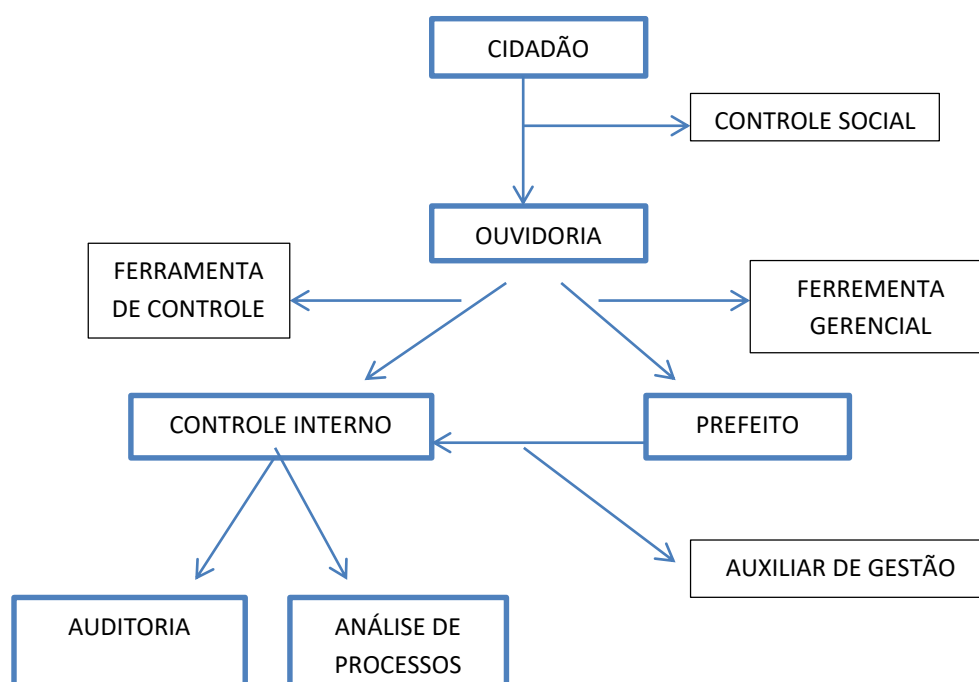 CIDADÃO
CONTROLE SOCIAL
OUVIDORIA
FERRAMENTA
DE CONTROLE
FERREMENTA
GERENCIAL
CONTROLE INTERNO
PREFEITO
AUXILIAR DE GESTÃO
AUDITORIA
ANÁLISE DE
PROCESSOS